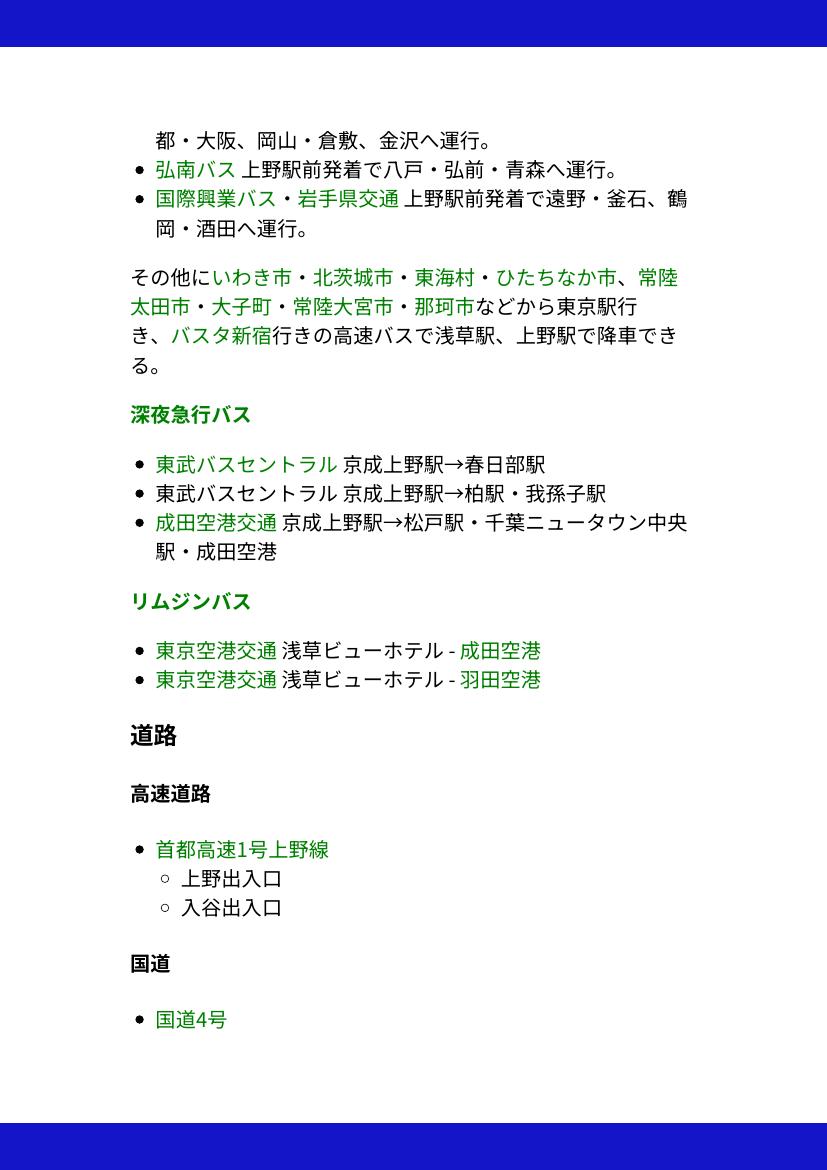 都・大阪、岡山・倉敷、金沢へ運行。
弘南バス 上野駅前発着で八戸・弘前・青森へ運行。
国際興業バス・岩手県交通 上野駅前発着で遠野・釜石、鶴
岡・酒田へ運行。
その他にいわき市・北茨城市・東海村・ひたちなか市、常陸
太田市・大子町・常陸大宮市・那珂市などから東京駅行
き、バスタ新宿行きの高速バスで浅草駅、上野駅で降車でき
る。
深夜急行バス
東武バスセントラル 京成上野駅→春日部駅
東武バスセントラル 京成上野駅→柏駅・我孫子駅
成田空港交通 京成上野駅→松戸駅・千葉ニュータウン中央
駅・成田空港
リムジンバス
東京空港交通 浅草ビューホテル - 成田空港
東京空港交通 浅草ビューホテル - 羽田空港
道路
高速道路
首都高速1号上野線
上野出入口
入谷出入口
国道
国道4号